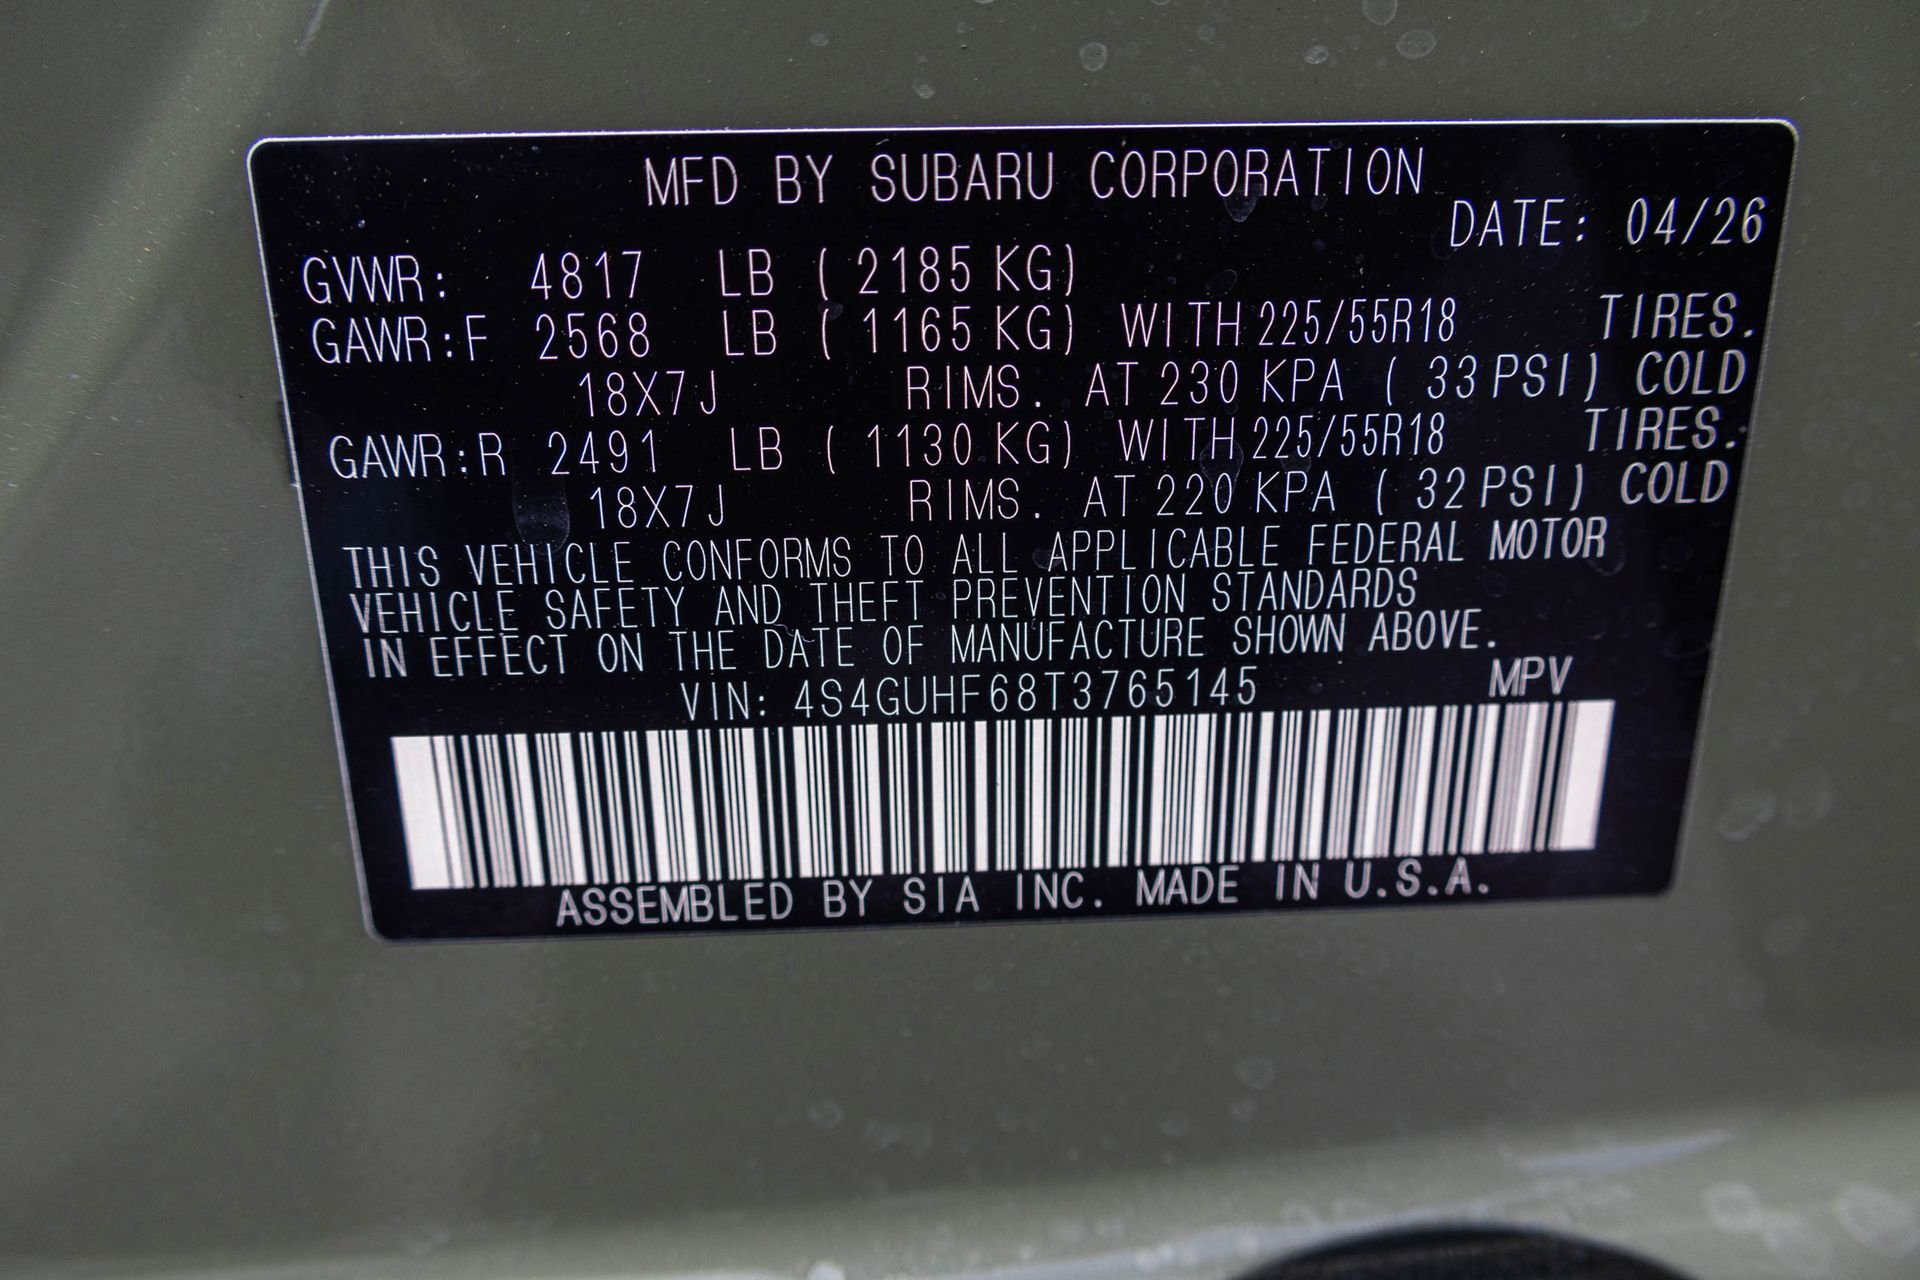 MFD BY SUBARU CORPORATION
DATE: 04/26
GVWR: 4817 LB ( 2185 KG)
GAWR:F 2568 LB ( 1165 KG) WITH 225/55R18 TIRES.
18X7J RIMS. AT 230 KPA ( 33 PSI) COLD
GAWR:R 2491 LB ( 1130 KG) WITH 225/55R18 TIRES.
18X7J RIMS. AT 220 KPA ( 32 PSI) COLD
THIS VEHICLE CONFORMS TO ALL APPLICABLE FEDERAL MOTOR
VEHICLE SAFETY AND THEFT PREVENTION STANDARDS
IN EFFECT ON THE DATE OF MANUFACTURE SHOWN ABOVE.
VIN: 4S4GUHF68T3765145 MPV
ASSEMBLED BY SIA INC. MADE IN U.S.A.